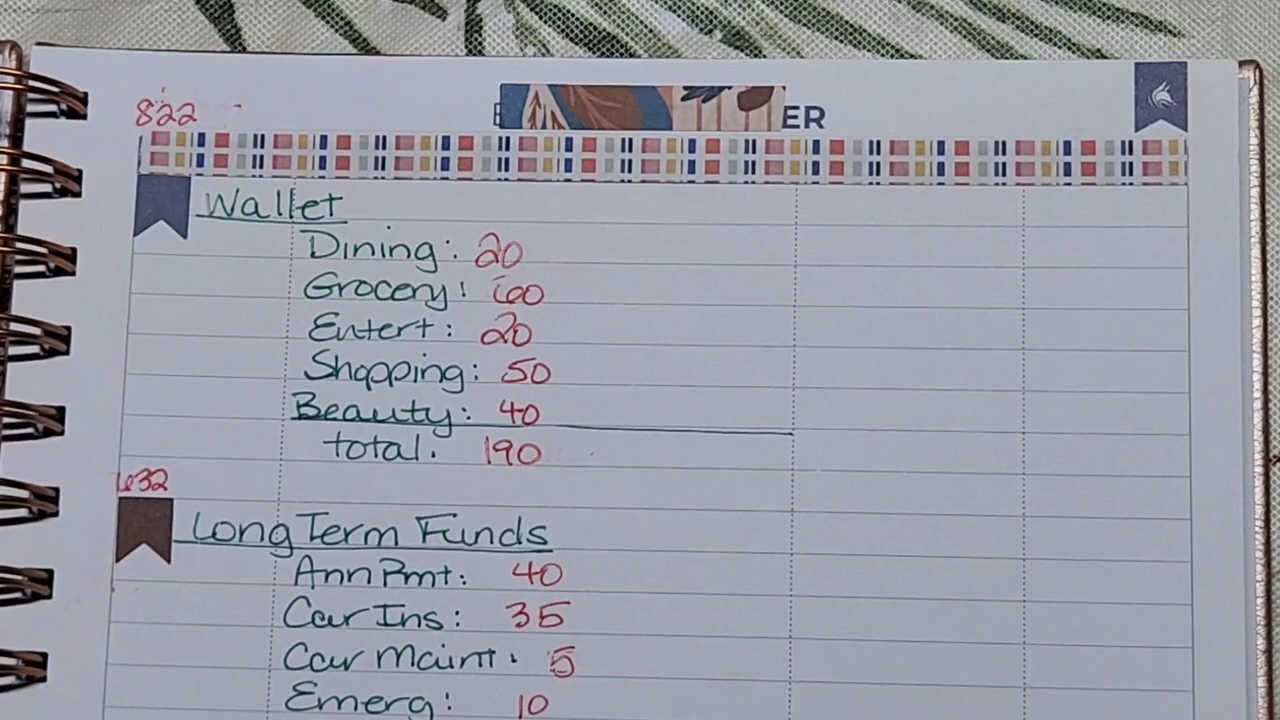 822
ER
Wallet
Dining: 20
Grocery: 60
Entert: 20
Shopping: 50
Beauty: 40
total. 190
632
Long Term Funds
Ann Pmt: 40
Car Ins: 35
Car Maint. 5
Emerg: 10